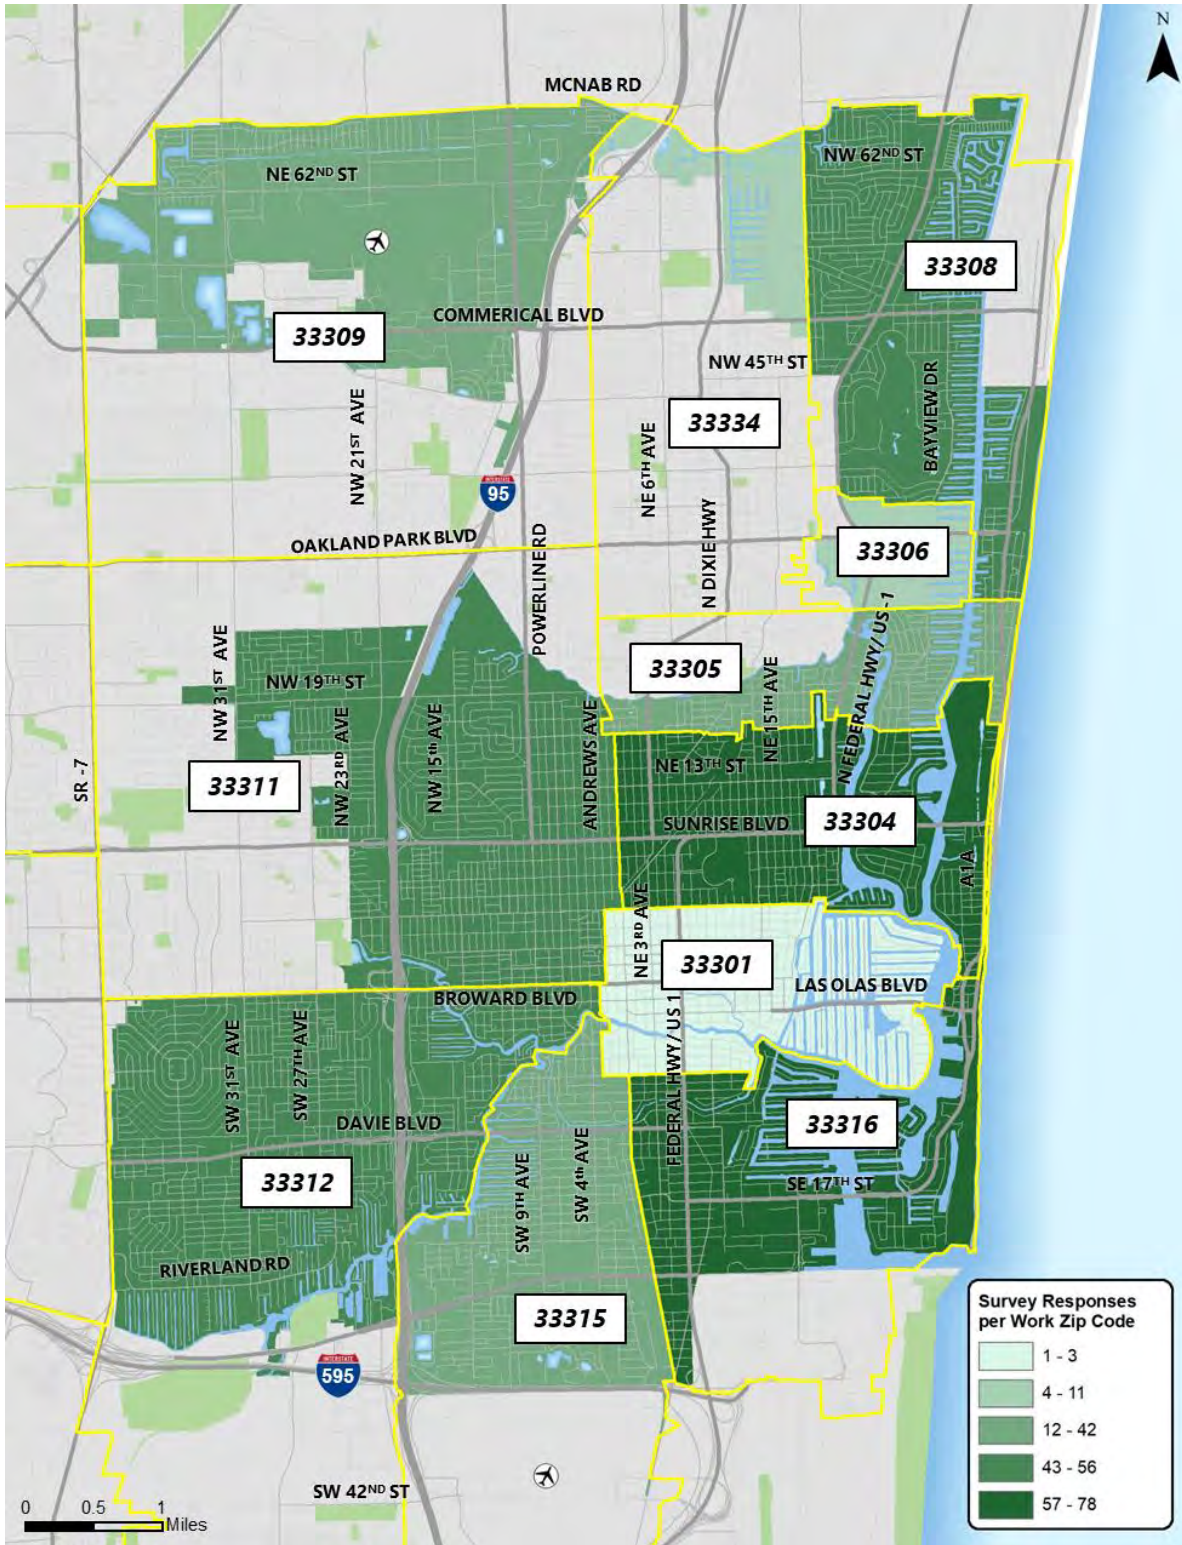 N
MCNAB RD
NE 62ND ST
NW 62ND ST
33308
COMMERICAL BLVD
33309
NW 45TH ST
BAYVIEW DR
NW 21ST AVE
33334
NE 6TH AVE
INTERSTATE
95
N DIXIE HWY
OAKLAND PARK BLVD
POWERLINE RD
33306
N FEDERAL HWY/ US -1
NW 31ST AVE
33305
NE 15TH AVE
NW 19TH ST
NW 23RD AVE
NW 15th AVE
ANDREWS AVE
NE 13TH ST
SR -7
33311
SUNRISE BLVD
33304
A1A
NE 3RD AVE
33301
LAS OLAS BLVD
BROWARD BLVD
FEDERAL HWY/ US 1
SW 31ST AVE
SW 27TH AVE
DAVIE BLVD
33316
SW 9TH AVE
SW 4th AVE
33312
SE 17TH ST
RIVERLAND RD
33315
INTERSTATE
595
SW 42ND ST
Survey Responses
per Work Zip Code
1 - 3
4 - 11
12 - 42
43 - 56
57 - 78
0 0.5 1
Miles